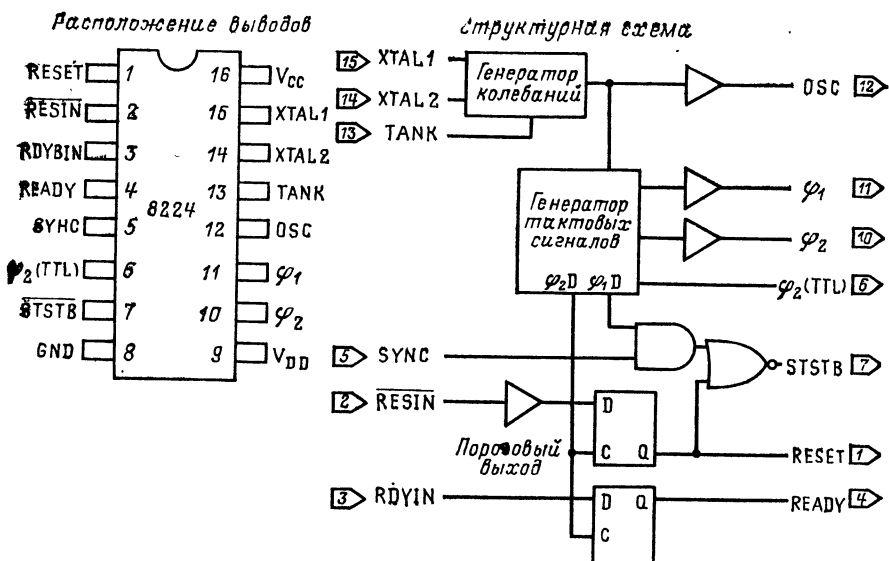 Расположение выводов
RESET 1 16 Vcc
RESIN 2 15 XTAL1
RDYBIN 3 14 XTAL2
READY 4 13 TANK
8224
SYHC 5 12 OSC
φ2(TTL) 6 11 φ1
STSTB 7 10 φ2
GND 8 9 VDD
Структурная схема
15 XTAL1
14 XTAL2
13 TANK
Генератор
колебаний
OSC 12
Генератор
тактовых
сигналов
φ2D φ1D
φ1 11
φ2 10
φ2(TTL) 6
5 SYNC
STSTB 7
2 RESIN
D
C Q
Пороговый
выход
RESET 1
3 RDYIN
D Q
C
READY 4